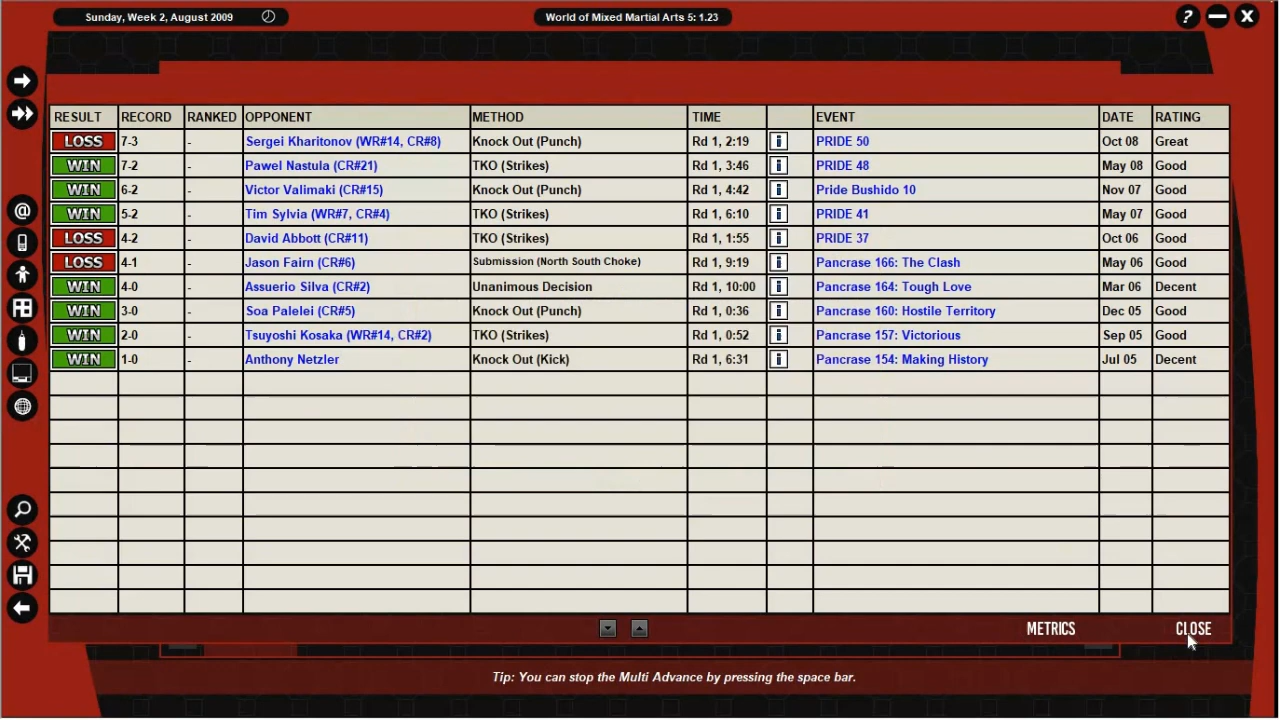 Sunday, Week 2, August 2009
World of Mixed Martial Arts 5: 1.23
?
X
RESULT RECORD RANKED OPPONENT METHOD TIME EVENT DATE RATING
LOSS 7-3 - Sergei Kharitonov (WR#14, CR#8) Knock Out (Punch) Rd 1, 2:19 i PRIDE 50 Oct 08 Great
WIN 7-2 - Pawel Nastula (CR#21) TKO (Strikes) Rd 1, 3:46 i PRIDE 48 May 08 Good
WIN 6-2 - Victor Valimaki (CR#15) Knock Out (Punch) Rd 1, 4:42 i Pride Bushido 10 Nov 07 Good
WIN 5-2 - Tim Sylvia (WR#7, CR#4) TKO (Strikes) Rd 1, 6:10 i PRIDE 41 May 07 Good
LOSS 4-2 - David Abbott (CR#11) TKO (Strikes) Rd 1, 1:55 i PRIDE 37 Oct 06 Good
LOSS 4-1 - Jason Fairn (CR#6) Submission (North South Choke) Rd 1, 9:19 i Pancrase 166: The Clash May 06 Good
WIN 4-0 - Assuerio Silva (CR#2) Unanimous Decision Rd 1, 10:00 i Pancrase 164: Tough Love Mar 06 Decent
WIN 3-0 - Soa Palelei (CR#5) Knock Out (Punch) Rd 1, 0:36 i Pancrase 160: Hostile Territory Dec 05 Good
WIN 2-0 - Tsuyoshi Kosaka (WR#14, CR#2) TKO (Strikes) Rd 1, 0:52 i Pancrase 157: Victorious Sep 05 Good
WIN 1-0 - Anthony Netzler Knock Out (Kick) Rd 1, 6:31 i Pancrase 154: Making History Jul 05 Decent
@
METRICS CLOSE
Tip: You can stop the Multi Advance by pressing the space bar.